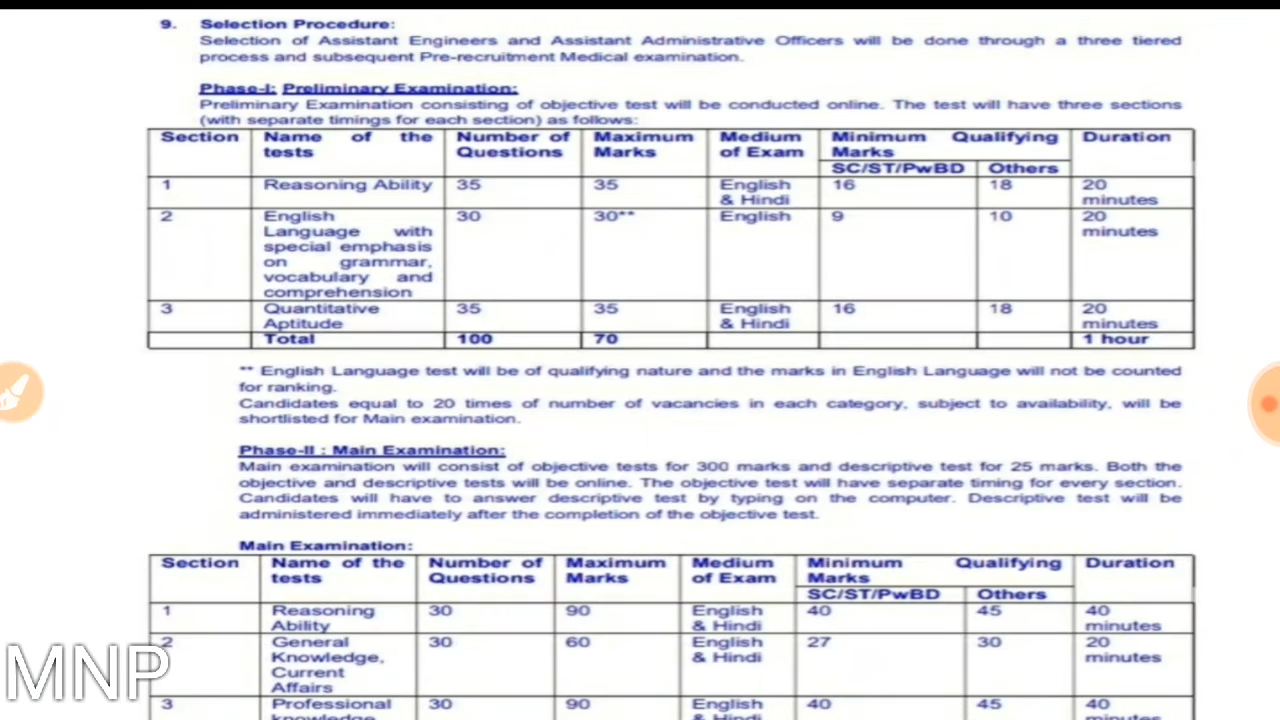 9. Selection Procedure:
Selection of Assistant Engineers and Assistant Administrative Officers will be done through a three tiered
process and subsequent Pre-recruitment Medical examination.
Phase-I: Preliminary Examination:
Preliminary Examination consisting of objective test will be conducted online. The test will have three sections
(with separate timings for each section) as follows:
Section Name of the Number of Maximum Medium Minimum Qualifying Duration
tests Questions Marks of Exam Marks
SC/ST/PwBD Others
1 Reasoning Ability 35 35 English 16 18 20
& Hindi minutes
2 English 30 30** English 9 10 20
Language with minutes
special emphasis
on grammar,
vocabulary and
comprehension
3 Quantitative 35 35 English 16 18 20
Aptitude & Hindi minutes
Total 100 70 1 hour
** English Language test will be of qualifying nature and the marks in English Language will not be counted
for ranking.
Candidates equal to 20 times of number of vacancies in each category, subject to availability, will be
shortlisted for Main examination.
Phase-II : Main Examination:
Main examination will consist of objective tests for 300 marks and descriptive test for 25 marks. Both the
objective and descriptive tests will be online. The objective test will have separate timing for every section.
Candidates will have to answer descriptive test by typing on the computer. Descriptive test will be
administered immediately after the completion of the objective test.
Main Examination:
Section Name of the Number of Maximum Medium Minimum Qualifying Duration
tests Questions Marks of Exam Marks
SC/ST/PwBD Others
1 Reasoning 30 90 English 40 45 40
Ability & Hindi minutes
2 General 30 60 English 27 30 20
Knowledge, & Hindi minutes
Current
Affairs
3 Professional 30 90 English 40 45 40
knowledge & Hindi minutes
MNP